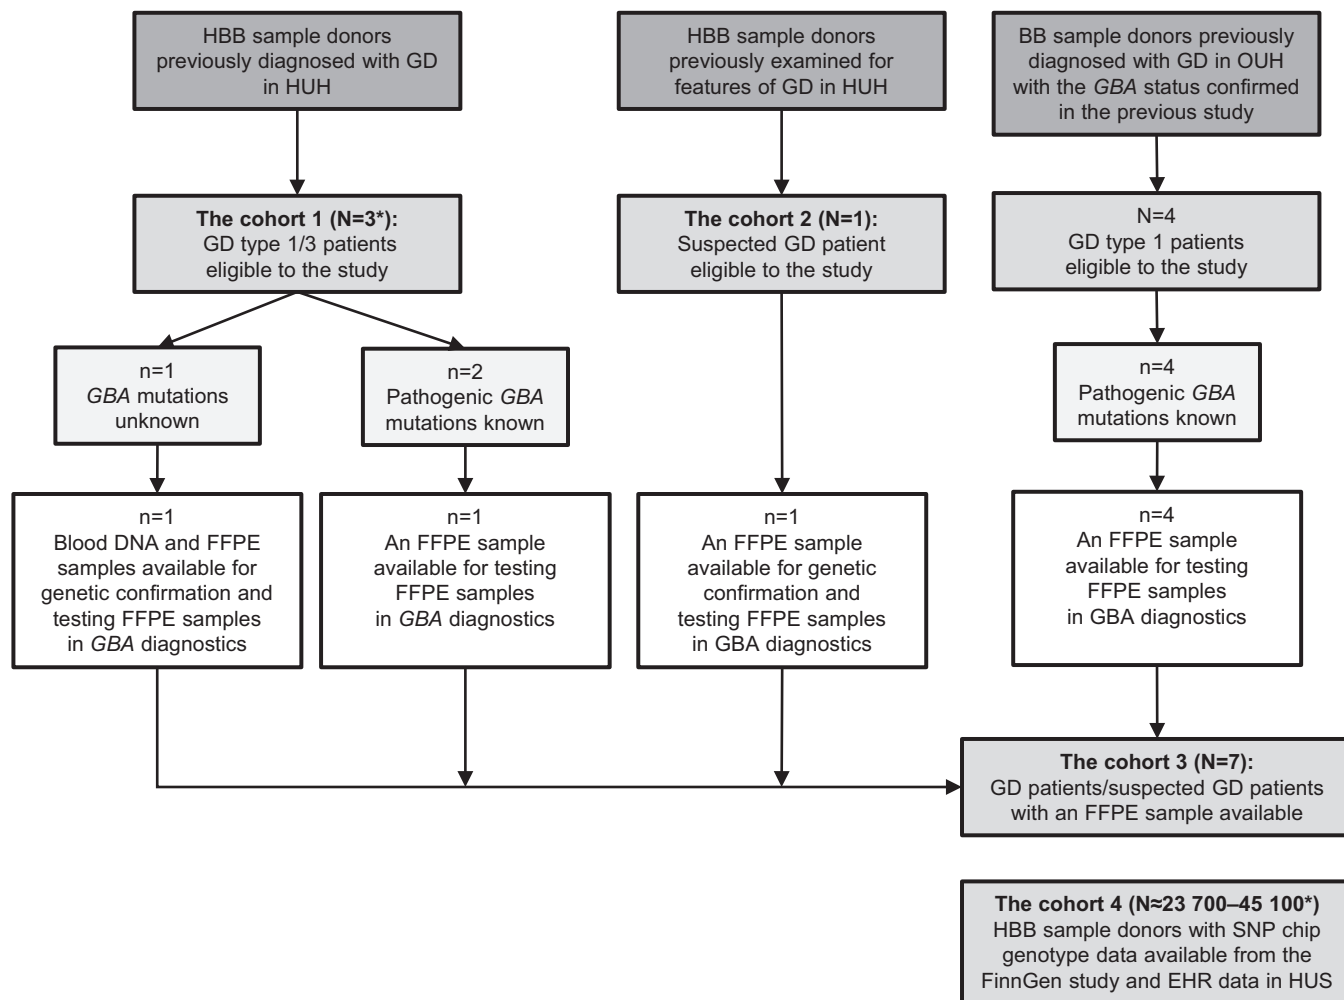 HBB sample donors
previously diagnosed with GD
in HUH
HBB sample donors
previously examined for
features of GD in HUH
BB sample donors previously
diagnosed with GD in OUH
with the GBA status confirmed
in the previous study
The cohort 1 (N=3*):
GD type 1/3 patients
eligible to the study
The cohort 2 (N=1):
Suspected GD patient
eligible to the study
N=4
GD type 1 patients
eligible to the study
n=1
GBA mutations
unknown
n=2
Pathogenic GBA
mutations known
n=4
Pathogenic GBA
mutations known
n=1
Blood DNA and FFPE
samples available for
genetic confirmation and
testing FFPE samples
in GBA diagnostics
n=1
An FFPE sample
available for testing
FFPE samples
in GBA diagnostics
n=1
An FFPE sample
available for genetic
confirmation and
testing FFPE samples
in GBA diagnostics
n=4
An FFPE sample
available for testing
FFPE samples
in GBA diagnostics
The cohort 3 (N=7):
GD patients/suspected GD patients
with an FFPE sample available
The cohort 4 (N≈23 700–45 100*)
HBB sample donors with SNP chip
genotype data available from the
FinnGen study and EHR data in HUS